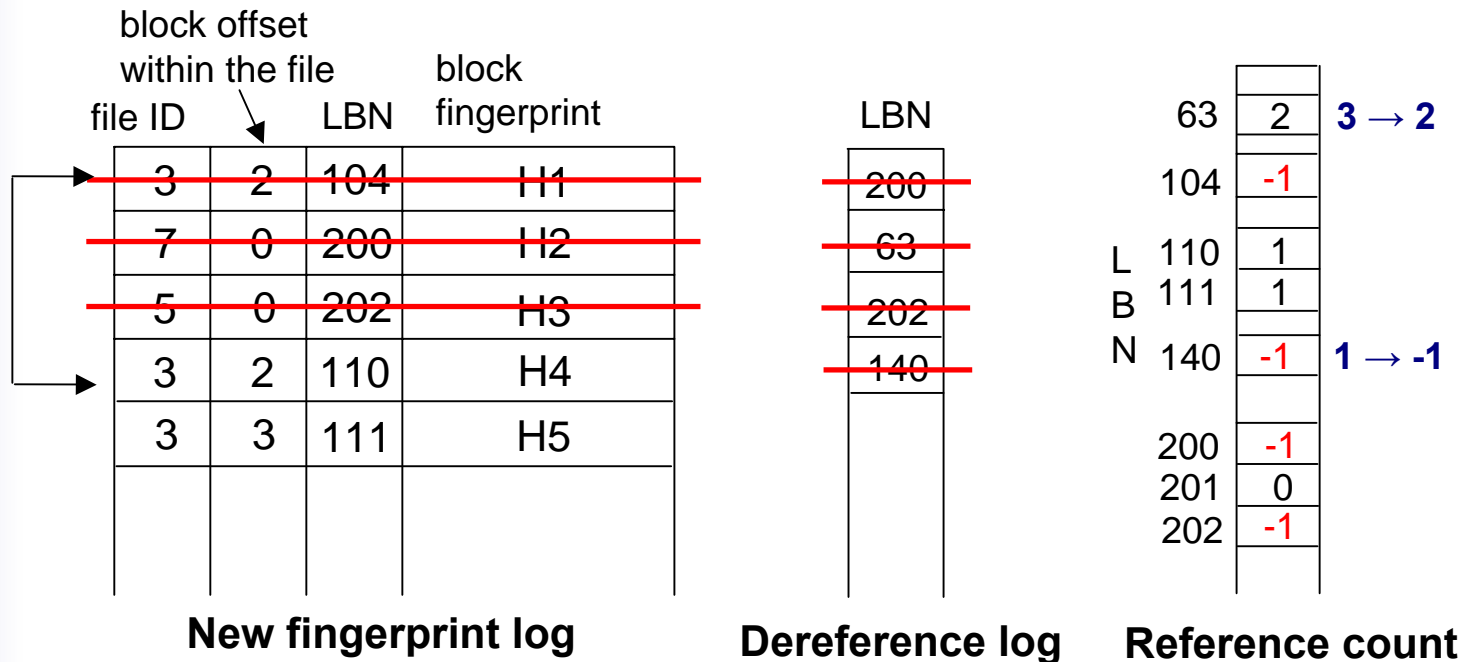 block offset
within the file
file ID
LBN
block
fingerprint
3 2 104 H1
7 0 200 H2
5 0 202 H3
3 2 110 H4
3 3 111 H5
New fingerprint log
LBN
200
63
202
140
Dereference log
L
B
N
63 2 3 → 2
104 -1
110 1
111 1
140 -1 1 → -1
200 -1
201 0
202 -1
Reference count